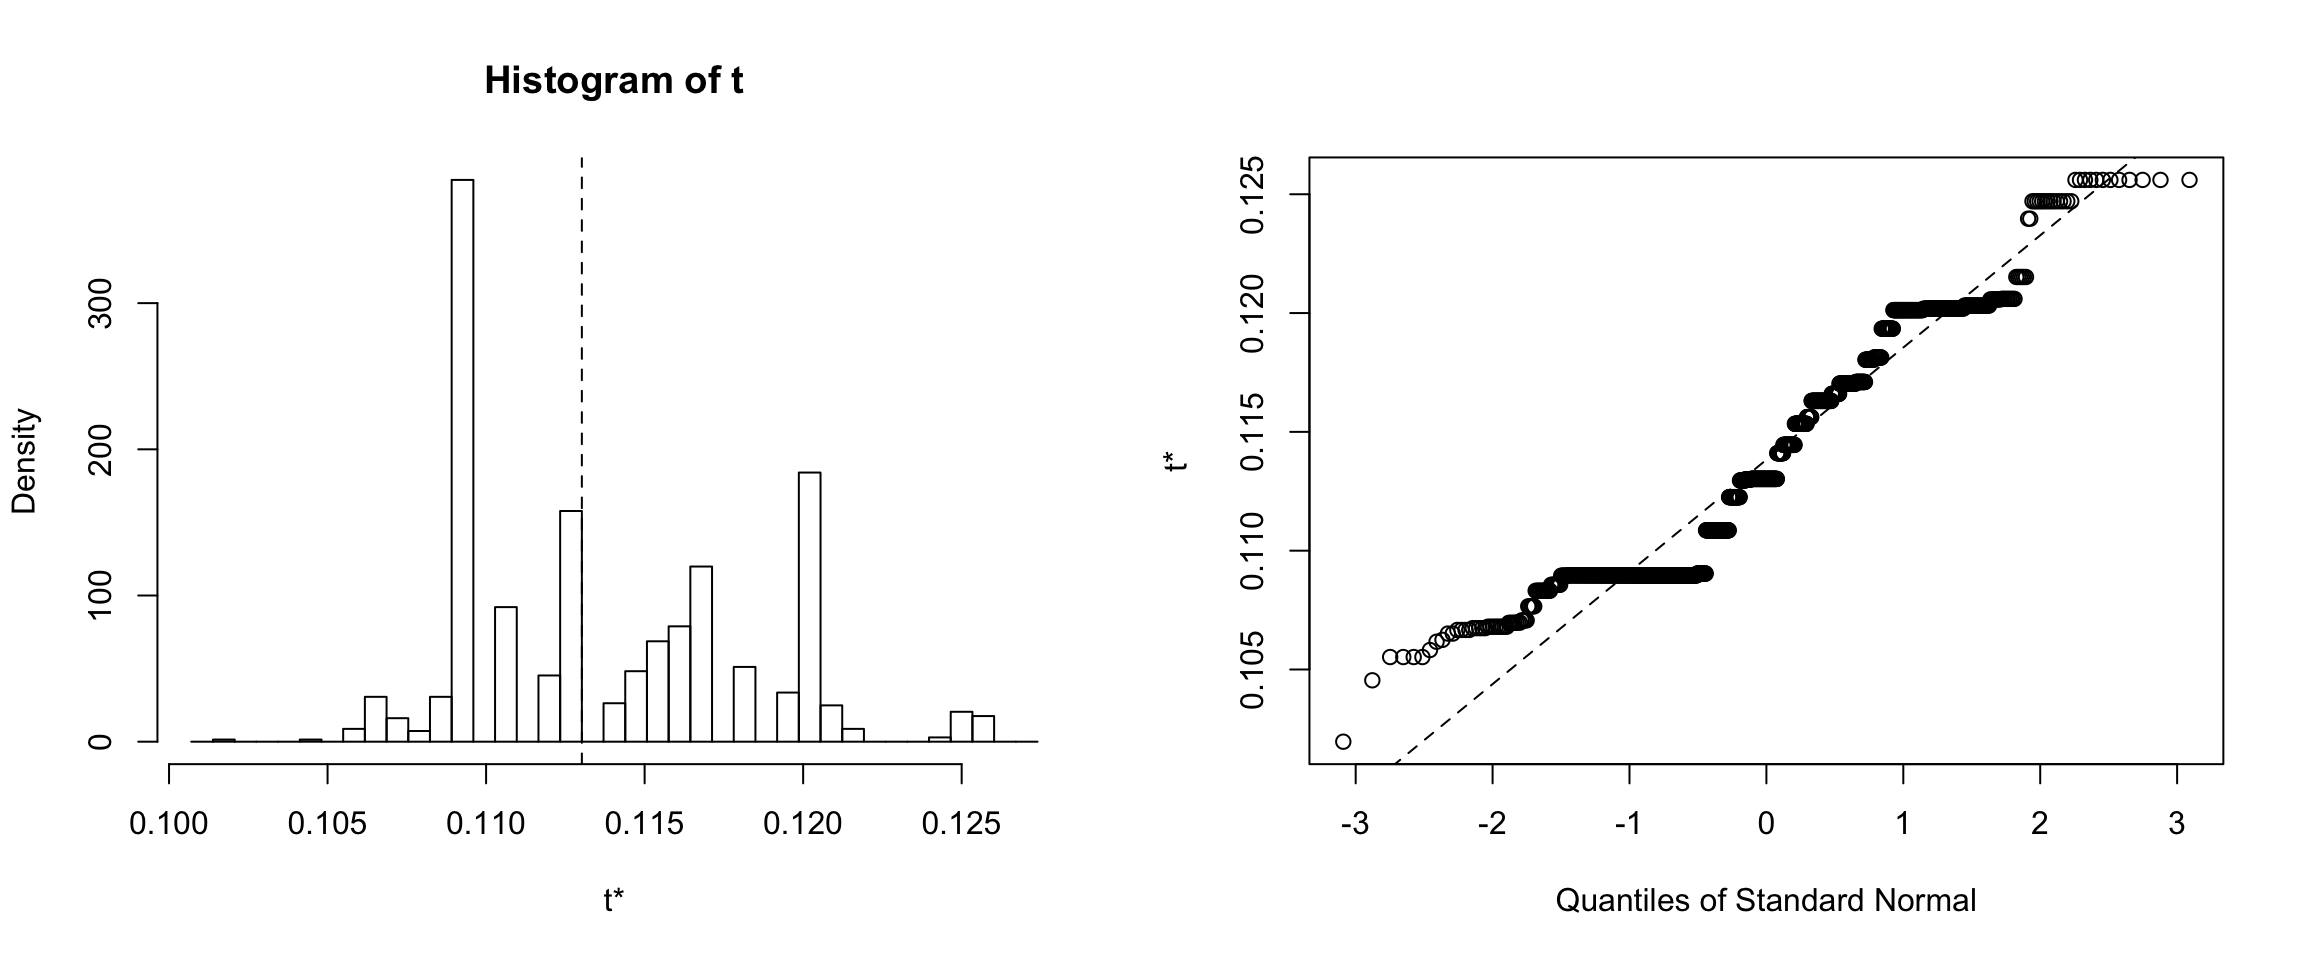 Histogram of t
Density
0 100 200 300
0.100 0.105 0.110 0.115 0.120 0.125
t*
t*
0.105 0.110 0.115 0.120 0.125
-3 -2 -1 0 1 2 3
Quantiles of Standard Normal